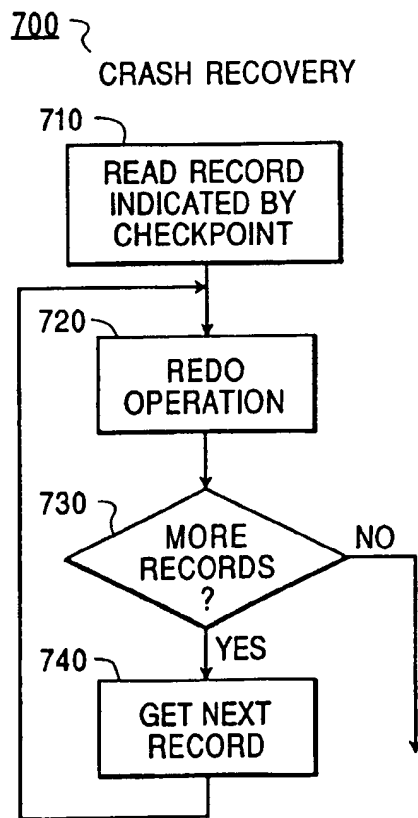 700
CRASH RECOVERY
710
READ RECORD
INDICATED BY
CHECKPOINT
720
REDO
OPERATION
730
MORE
RECORDS
?
NO
YES
740
GET NEXT
RECORD